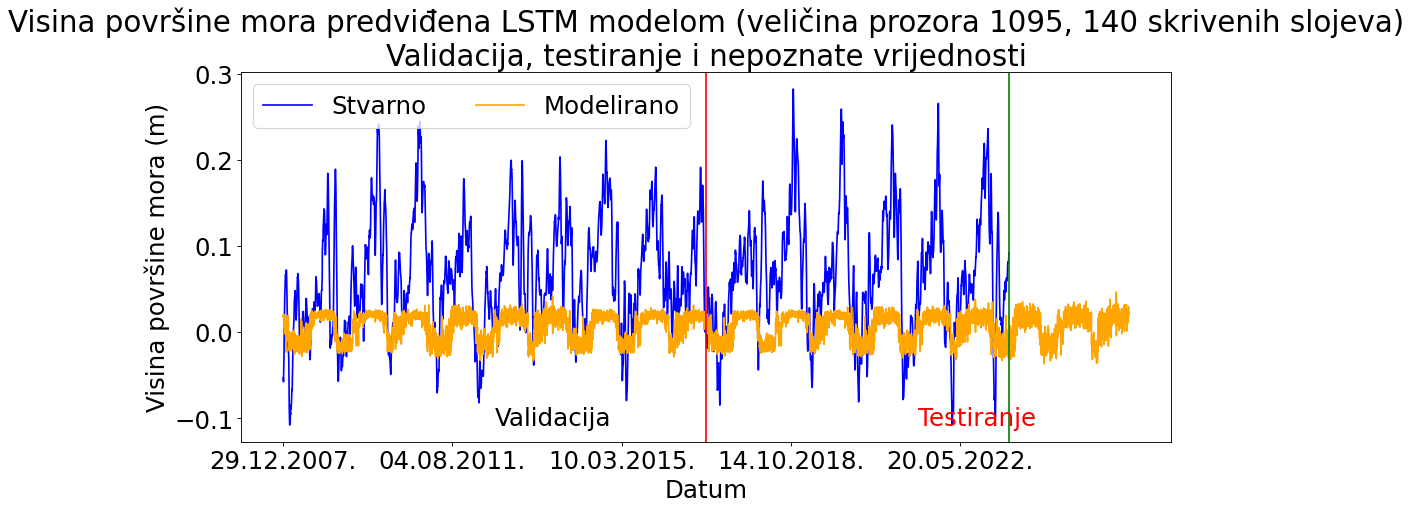 Visina površine mora predviđena LSTM modelom (veličina prozora 1095, 140 skrivenih slojeva)
Validacija, testiranje i nepoznate vrijednosti
Stvarno Modelirano
Visina površine mora (m)
0.3
0.2
0.1
0.0
−0.1
Validacija
Testiranje
29.12.2007. 04.08.2011. 10.03.2015. 14.10.2018. 20.05.2022.
Datum